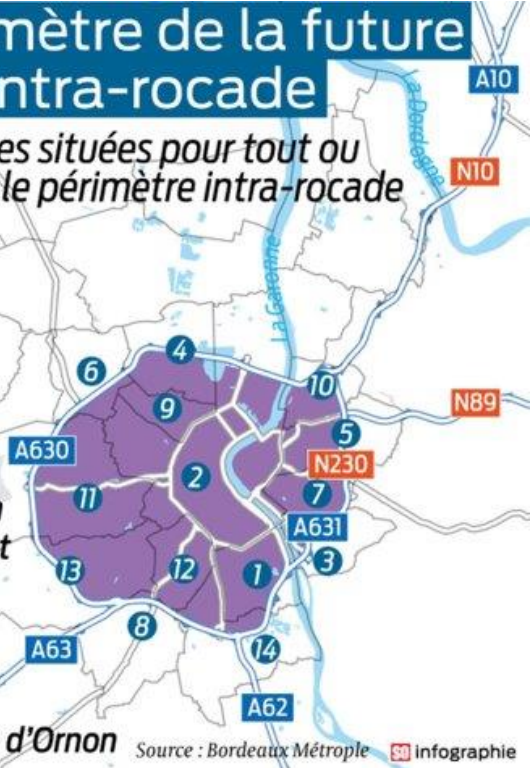 mètre de la future
ntra-rocade
es situées pour tout ou
le périmètre intra-rocade
A10
La Dordogne
N10
La Garonne
4
6
10
9
N89
5
A630
N230
2
7
11
A631
t
3
13
12
1
8
14
A63
A62
d'Ornon
Source : Bordeaux Métrople
SO infographie